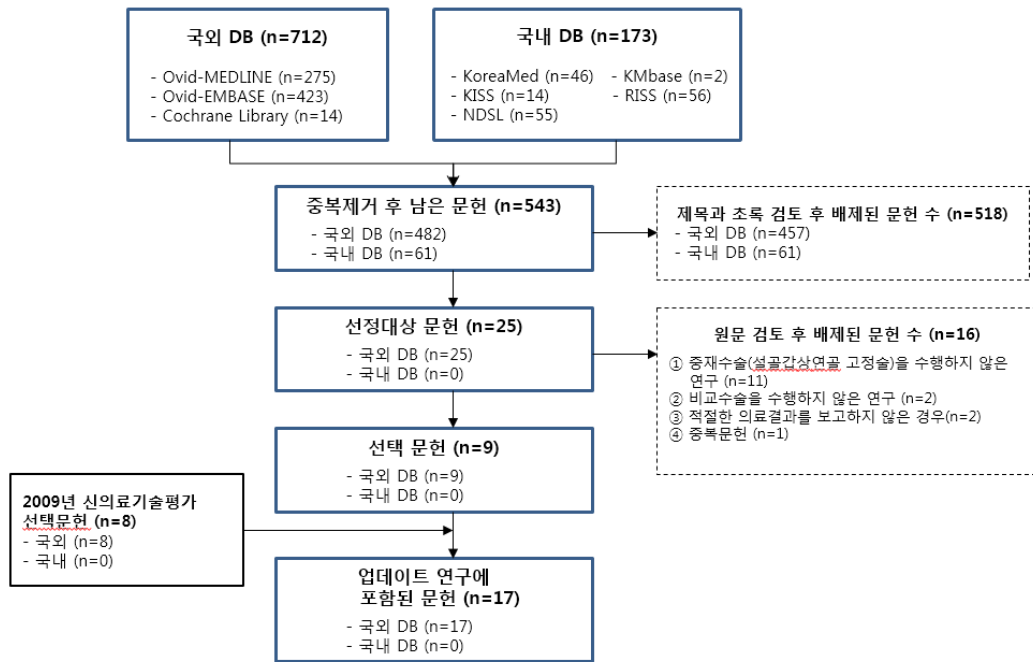 국외 DB (n=712)
- Ovid-MEDLINE (n=275)
- Ovid-EMBASE (n=423)
- Cochrane Library (n=14)
국내 DB (n=173)
- KoreaMed (n=46) - KMbase (n=2)
- KISS (n=14) - RISS (n=56)
- NDSL (n=55)
중복제거 후 남은 문헌 (n=543)
- 국외 DB (n=482)
- 국내 DB (n=61)
제목과 초록 검토 후 배제된 문헌 수 (n=518)
- 국외 DB (n=457)
- 국내 DB (n=61)
선정대상 문헌 (n=25)
- 국외 DB (n=25)
- 국내 DB (n=0)
원문 검토 후 배제된 문헌 수 (n=16)
① 중재수술(설골갑상연골 고정술)을 수행하지 않은
연구 (n=11)
② 비교수술을 수행하지 않은 연구 (n=2)
③ 적절한 의료결과를 보고하지 않은 경우(n=2)
④ 중복문헌 (n=1)
선택 문헌 (n=9)
- 국외 DB (n=9)
- 국내 DB (n=0)
2009년 신의료기술평가
선택문헌 (n=8)
- 국외 (n=8)
- 국내 (n=0)
업데이트 연구에
포함된 문헌 (n=17)
- 국외 DB (n=17)
- 국내 DB (n=0)